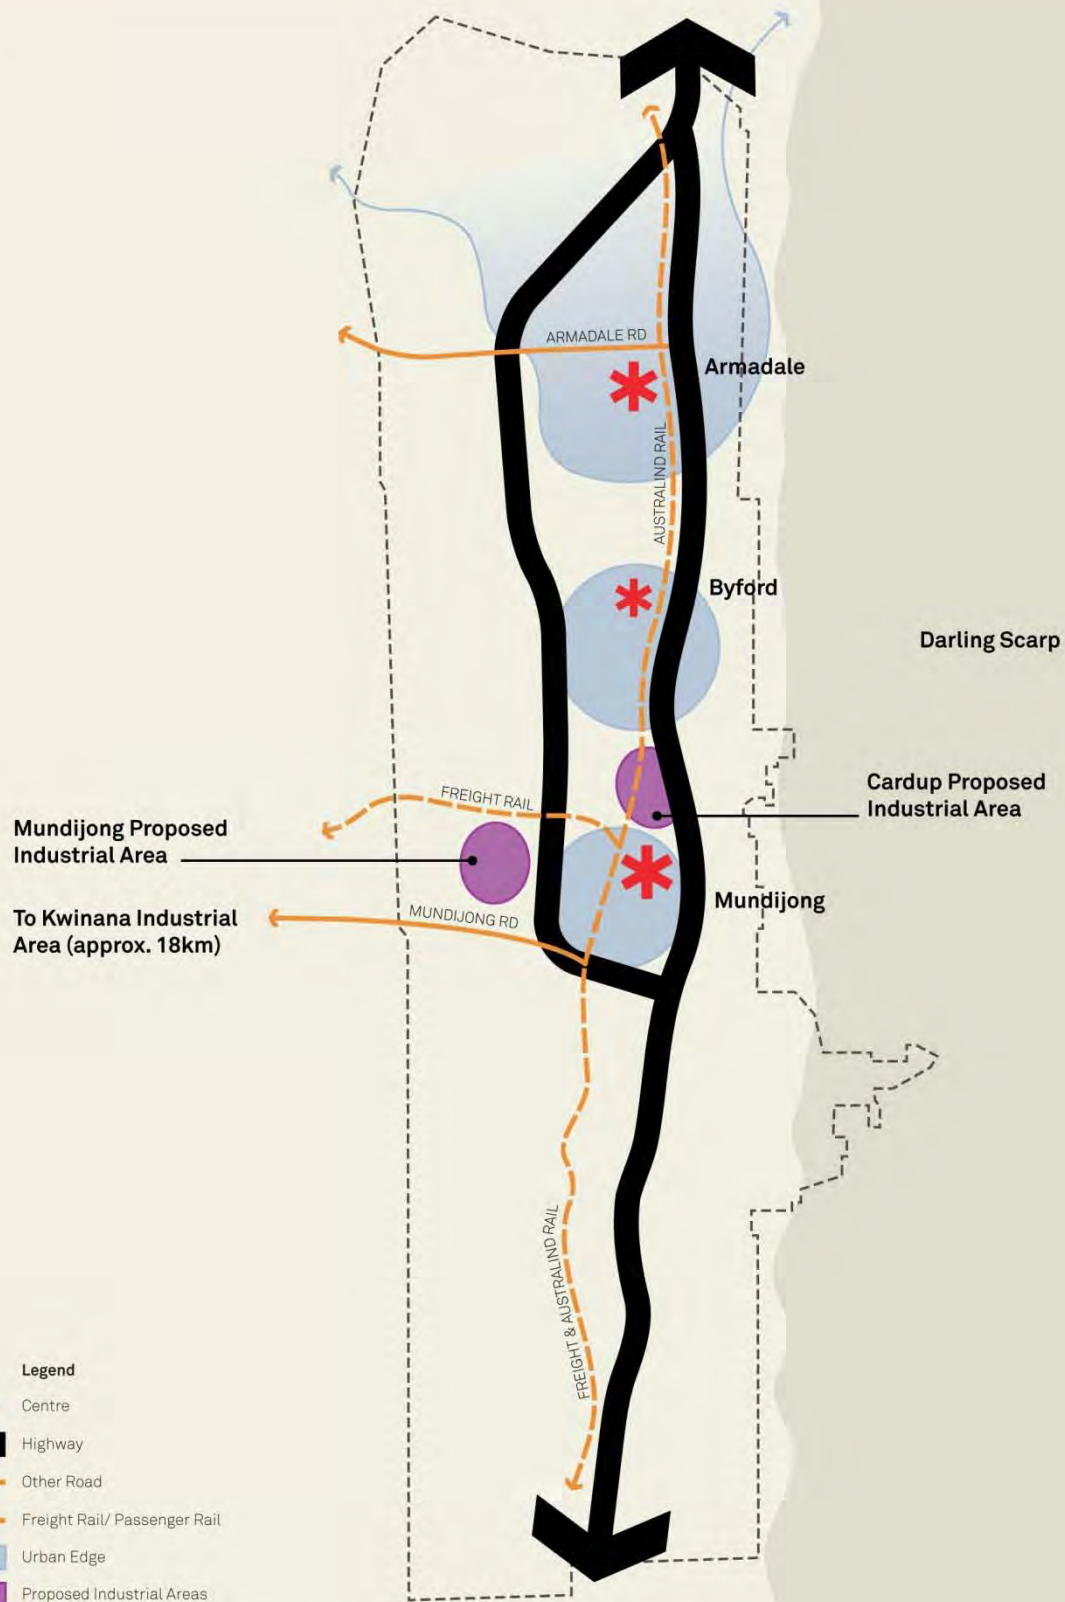 ARMADALE RD
Armadale
AUSTRALIND RAIL
Byford
Darling Scarp
Cardup Proposed
Industrial Area
FREIGHT RAIL
Mundijong Proposed
Industrial Area
Mundijong
MUNDIJONG RD
To Kwinana Industrial
Area (approx. 18km)
FREIGHT & AUSTRALIND RAIL
Legend
Centre
Highway
Other Road
Freight Rail/ Passenger Rail
Urban Edge
Proposed Industrial Areas